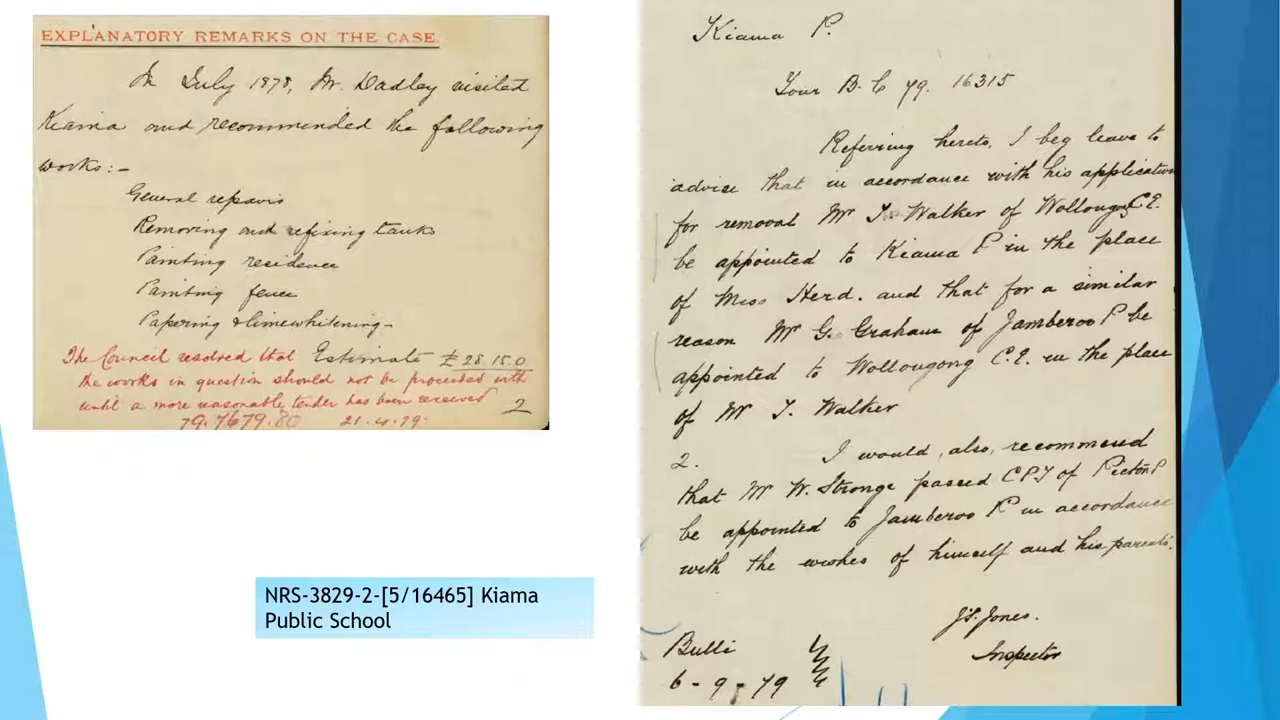 EXPLANATORY REMARKS ON THE CASE.
In July 1878, Mr. Dadley visited
Kiama and recommended the following
works:-
General repairs
Removing and refixing tanks
Painting residence
Painting fence
Papering & limewhitening-
The Council resolved that Estimate £28.15.0
the works in question should not be proceeded with
until a more reasonable tender has been received
79.7679.80 21.4.79.
2
Kiama P.
Your B.C 79. 16315
Referring hereto, I beg leave to
advise that in accordance with his application
for removal Mr T. Walker of Wollongong C.E.
be appointed to Kiama P in the place
of Miss Herd. and that for a similar
reason Mr G. Graham of Jamberoo P be
appointed to Wollougong C.E. in the place
of Mr T. Walker
2. I would, also, recommend
that Mr W. Stronge passed CPT of Picton P
be appointed to Jamberoo P in accordance
with the wishes of himself and his parents.
J.S. Jones.
Inspector
Bulli
6-9-79
NRS-3829-2-[5/16465] Kiama
Public School